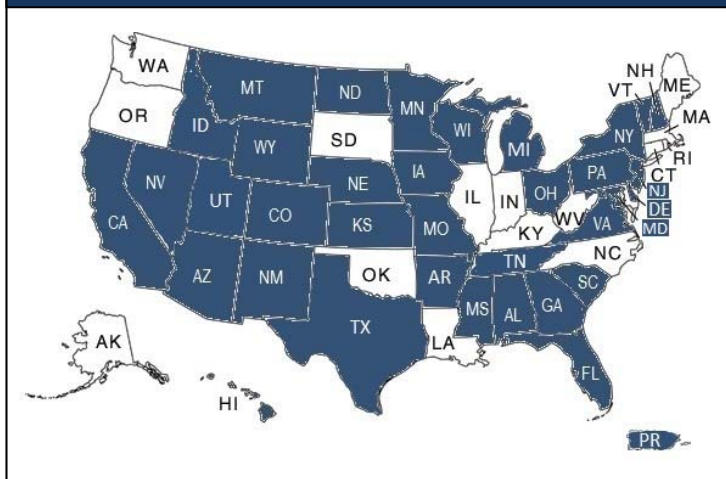 WA
MT
ND
MN
VT
NH
ME
MA
OR
ID
SD
WI
MI
NY
RI
CT
WY
IA
PA
NJ
NV
NE
IL
IN
OH
DE
CA
UT
CO
KS
MO
WV
VA
MD
KY
NC
AZ
NM
OK
AR
TN
SC
TX
MS
AL
GA
LA
AK
FL
HI
PR